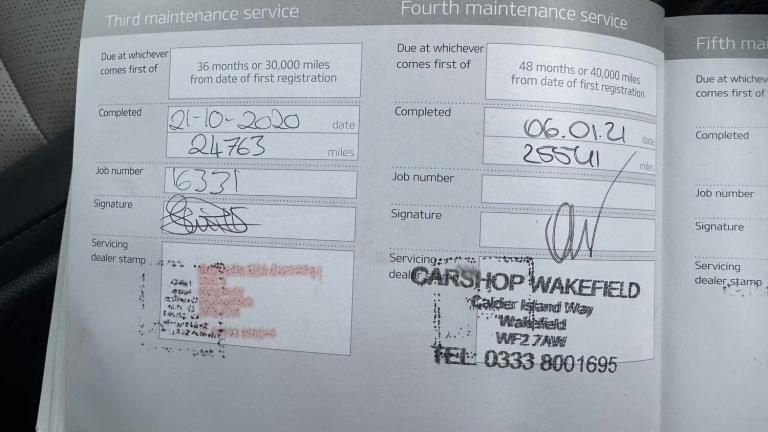 Third maintenance service
Due at whichever
comes first of
36 months or 30,000 miles
from date of first registration
Completed
21-10-2020 date
24763 miles
Job number
16331
Signature
Servicing
dealer stamp
Fourth maintenance service
Due at whichever
comes first of
48 months or 40,000 miles
from date of first registration
Completed
06.01.21 date
25541 miles
Job number
Signature
Servicing
CARSHOP WAKEFIELD
Calder Island Way
Wakefield
WF2 7AW
TEL 0333 8001695
Fifth mai
Due at whichev
comes first of
Completed
Job number
Signature
Servicing
dealer stamp